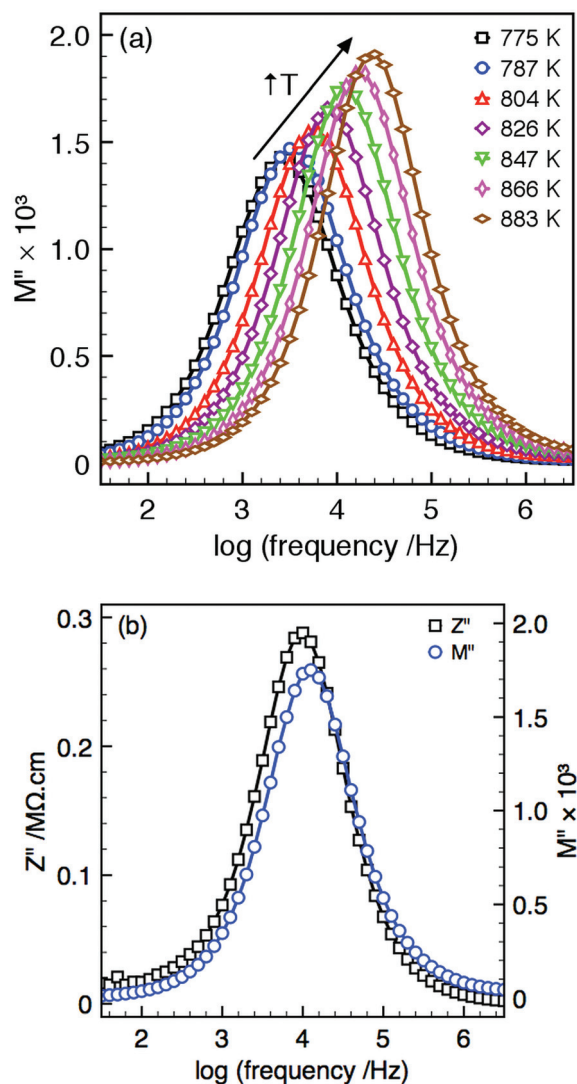 (a)
↑T
775 K
787 K
804 K
826 K
847 K
866 K
883 K
2.0
1.5
1.0
0.5
0
M" × 10³
2 3 4 5 6
log (frequency /Hz)
(b)
Z"
M"
0.3
0.2
0.1
0
Z" /MΩ.cm
2.0
1.5
1.0
0.5
0
M" × 10³
2 3 4 5 6
log (frequency /Hz)